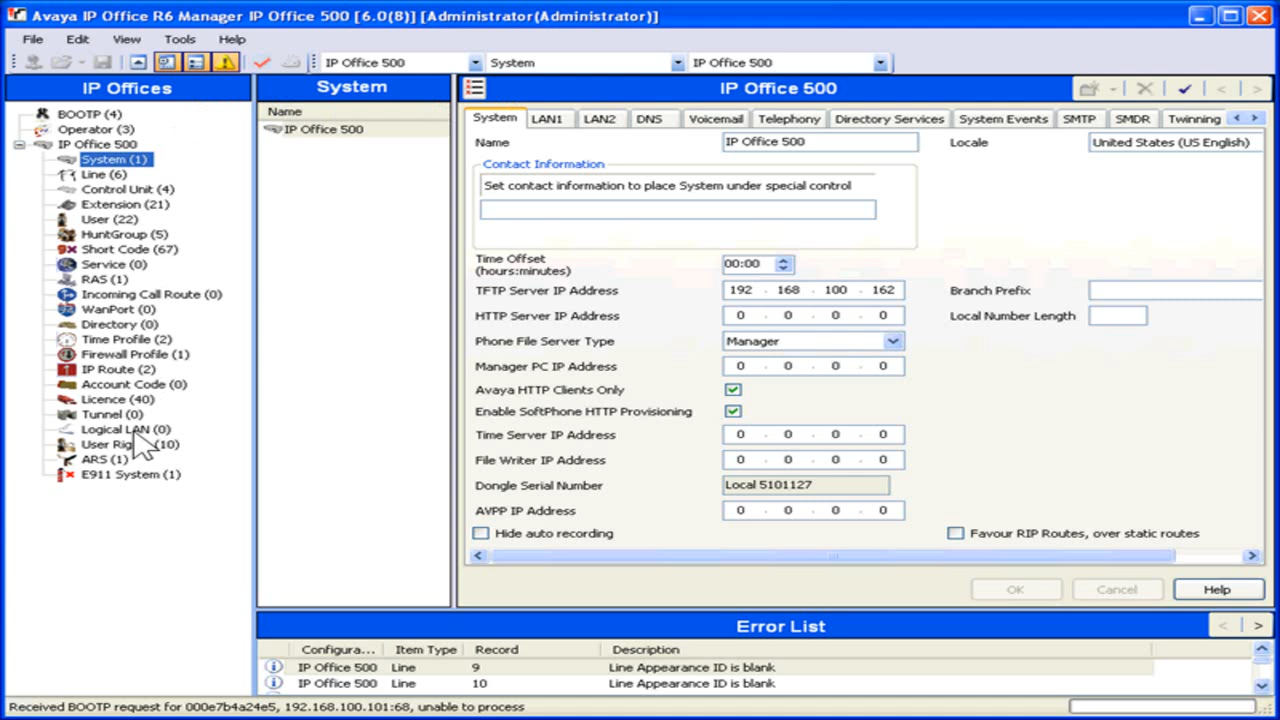 Avaya IP Office R6 Manager IP Office 500 [6.0(8)] [Administrator(Administrator)]
File Edit View Tools Help
IP Office 500 System IP Office 500
IP Offices
BOOTP (4)
Operator (3)
IP Office 500
System (1)
Line (6)
Control Unit (4)
Extension (21)
User (22)
HuntGroup (5)
Short Code (67)
Service (0)
RAS (1)
Incoming Call Route (0)
WanPort (0)
Directory (0)
Time Profile (2)
Firewall Profile (1)
IP Route (2)
Account Code (0)
Licence (40)
Tunnel (0)
Logical LAN (0)
User Rig (10)
ARS (1)
E911 System (1)
System
Name
IP Office 500
IP Office 500
System LAN1 LAN2 DNS Voicemail Telephony Directory Services System Events SMTP SMDR Twinning
Name IP Office 500 Locale United States (US English)
Contact Information
Set contact information to place System under special control
Time Offset
(hours:minutes) 00:00
TFTP Server IP Address 192 . 168 . 100 . 162 Branch Prefix
HTTP Server IP Address 0 . 0 . 0 . 0 Local Number Length
Phone File Server Type Manager
Manager PC IP Address 0 . 0 . 0 . 0
Avaya HTTP Clients Only
Enable SoftPhone HTTP Provisioning
Time Server IP Address 0 . 0 . 0 . 0
File Writer IP Address 0 . 0 . 0 . 0
Dongle Serial Number Local 5101127
AVPP IP Address 0 . 0 . 0 . 0
Hide auto recording Favour RIP Routes, over static routes
OK Cancel Help
Error List
Configura... Item Type Record Description
IP Office 500 Line 9 Line Appearance ID is blank
IP Office 500 Line 10 Line Appearance ID is blank
Received BOOTP request for 000e7b4a24e5, 192.168.100.101:68, unable to process